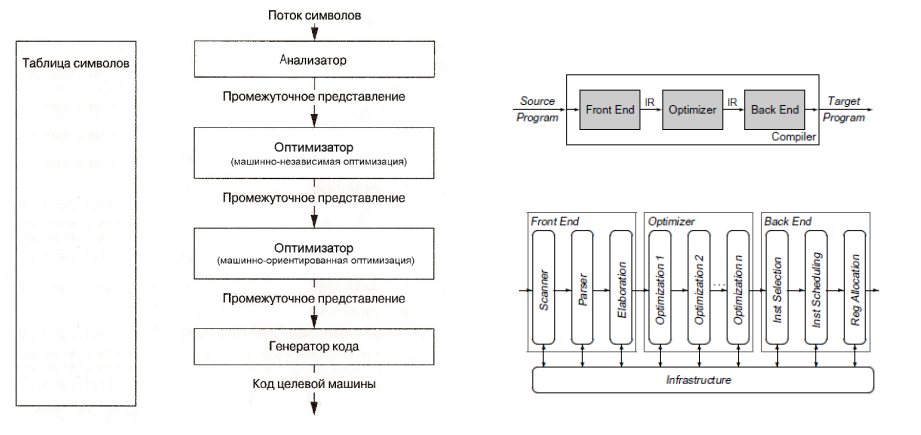 Таблица символов
Поток символов
Анализатор
Промежуточное представление
Оптимизатор
(машинно-независимая оптимизация)
Промежуточное представление
Оптимизатор
(машинно-ориентированная оптимизация)
Промежуточное представление
Генератор кода
Код целевой машины
Source
Program
Front End
IR
Optimizer
IR
Back End
Target
Program
Compiler
Front End
Scanner
Parser
Elaboration
Optimizer
Optimization 1
Optimization 2
...
Optimization n
Back End
Inst Selection
Inst Scheduling
Reg Allocation
Infrastructure